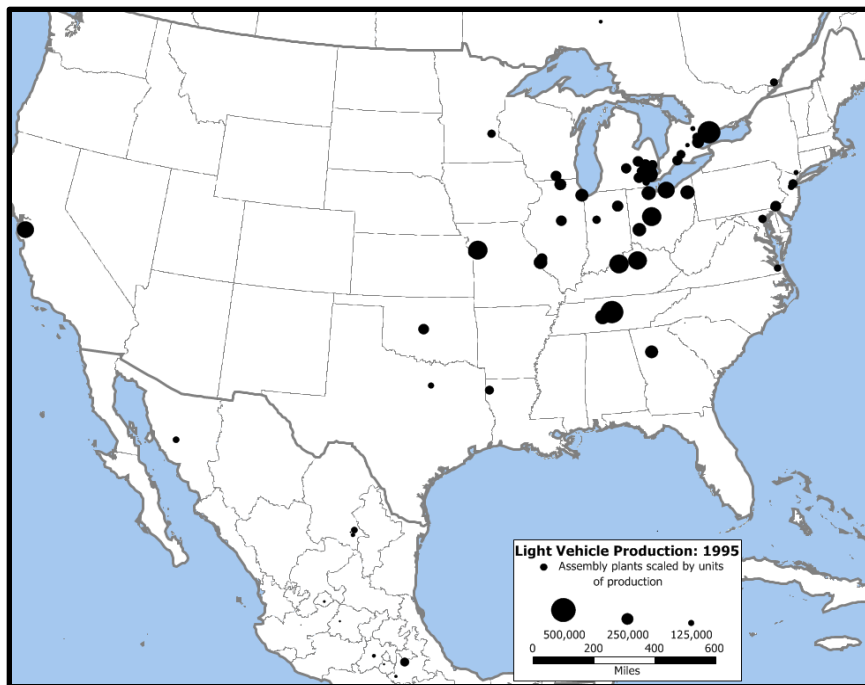 Light Vehicle Production: 1995
Assembly plants scaled by units
of production
500,000 250,000 125,000
0 200 400 600
Miles